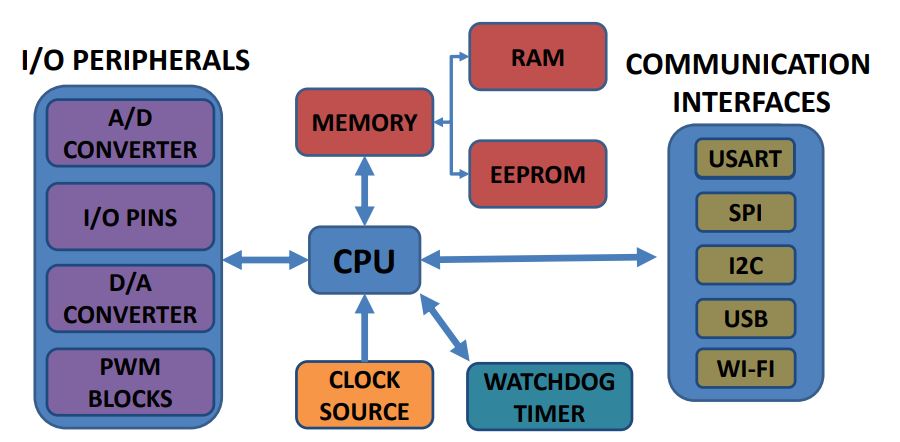 I/O PERIPHERALS
A/D
CONVERTER
I/O PINS
D/A
CONVERTER
PWM
BLOCKS
MEMORY
RAM
EEPROM
CPU
CLOCK
SOURCE
WATCHDOG
TIMER
COMMUNICATION
INTERFACES
USART
SPI
I2C
USB
WI-FI